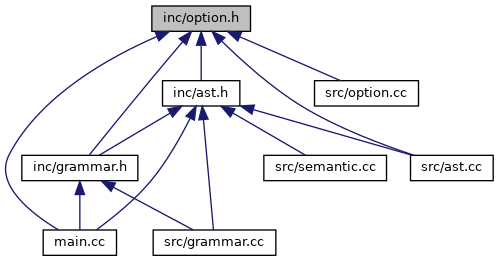 inc/option.h
inc/ast.h
src/option.cc
inc/grammar.h
src/semantic.cc
src/ast.cc
main.cc
src/grammar.cc